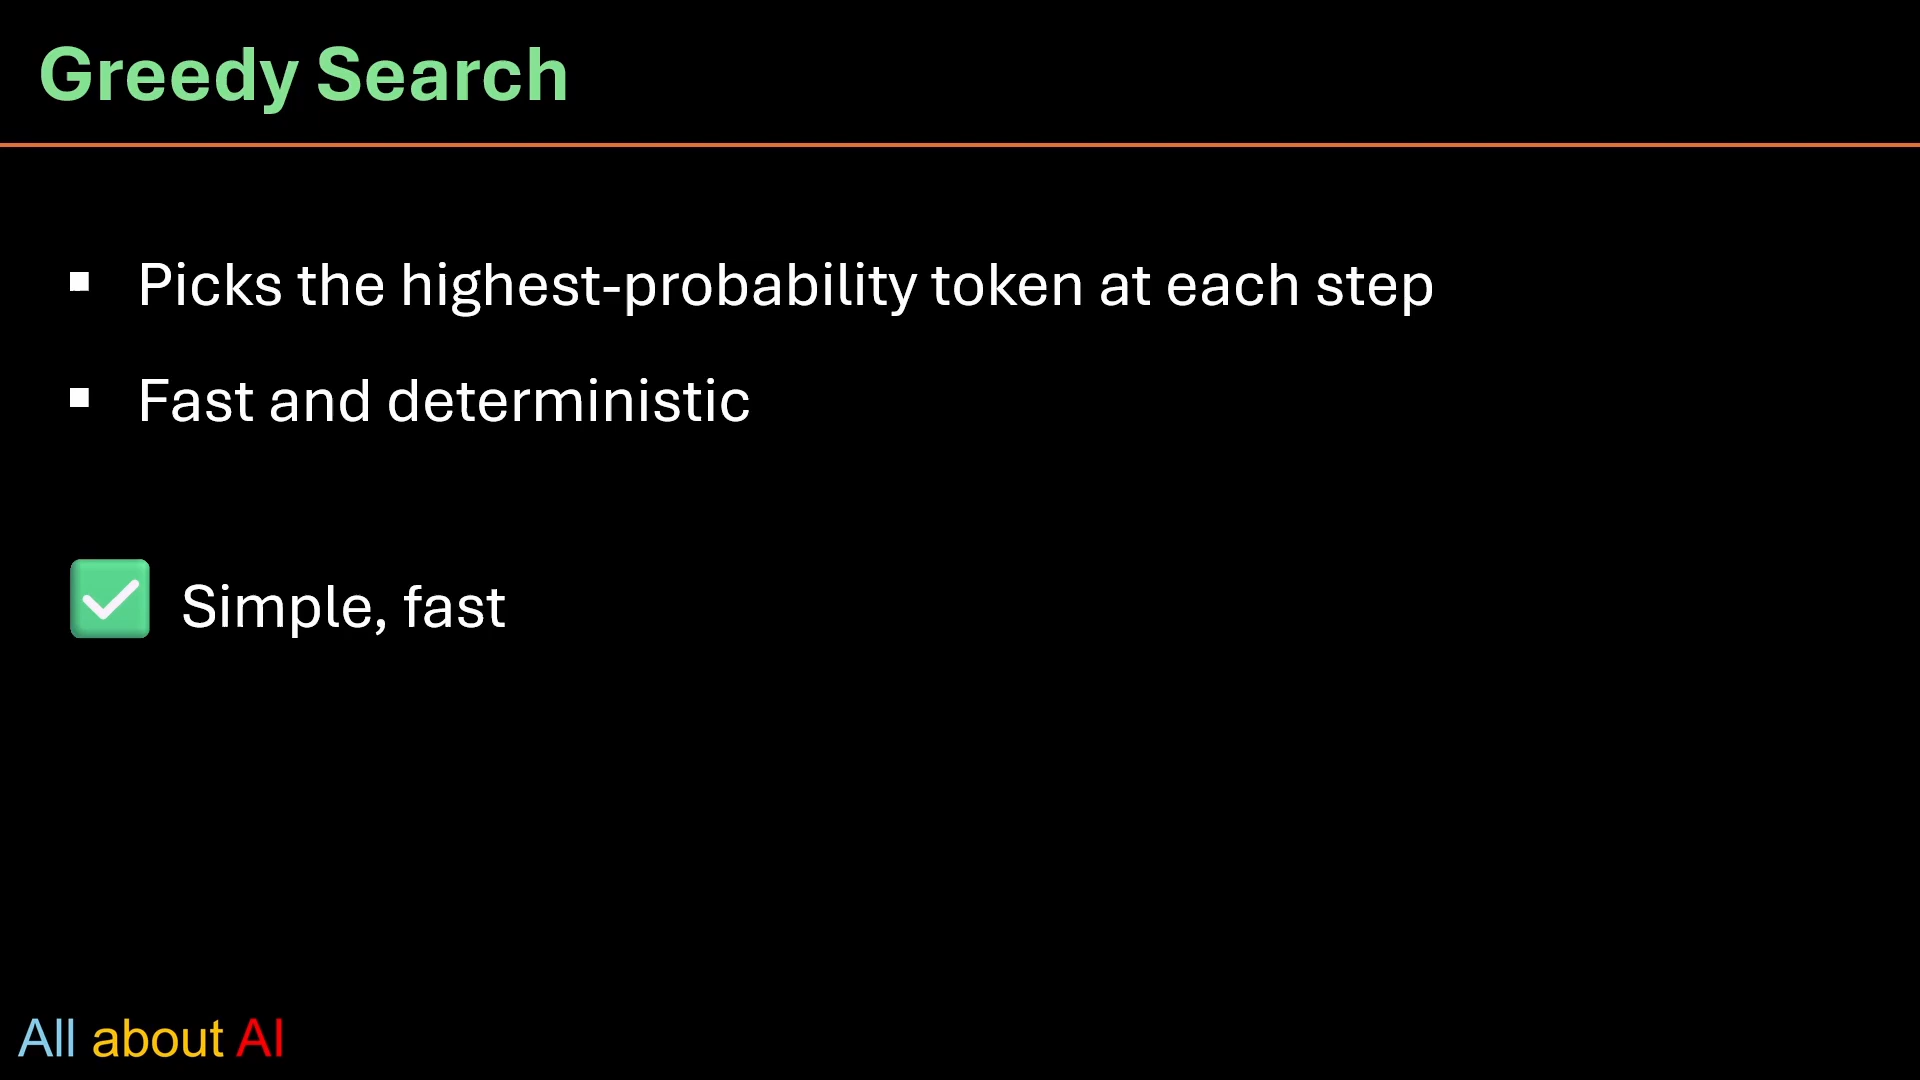 Greedy Search
▪ Picks the highest-probability token at each step
▪ Fast and deterministic
✅ Simple, fast
All about AI